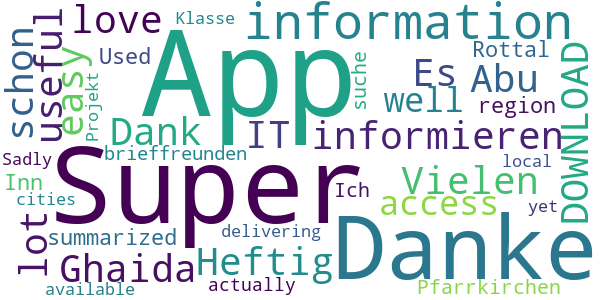 Klasse
love
information
schon
useful
easy
Used
App
suche
Rottal
Es
Abu
DOWNLOAD
well
region
Projekt
Dank
IT
informieren
Sadly
brieffreunden
local
Super
Inn
Ich
Vielen
cities
access
yet
lot
Danke
summarized
delivering
Ghaida
Heftig
available
actually
Pfarrkirchen